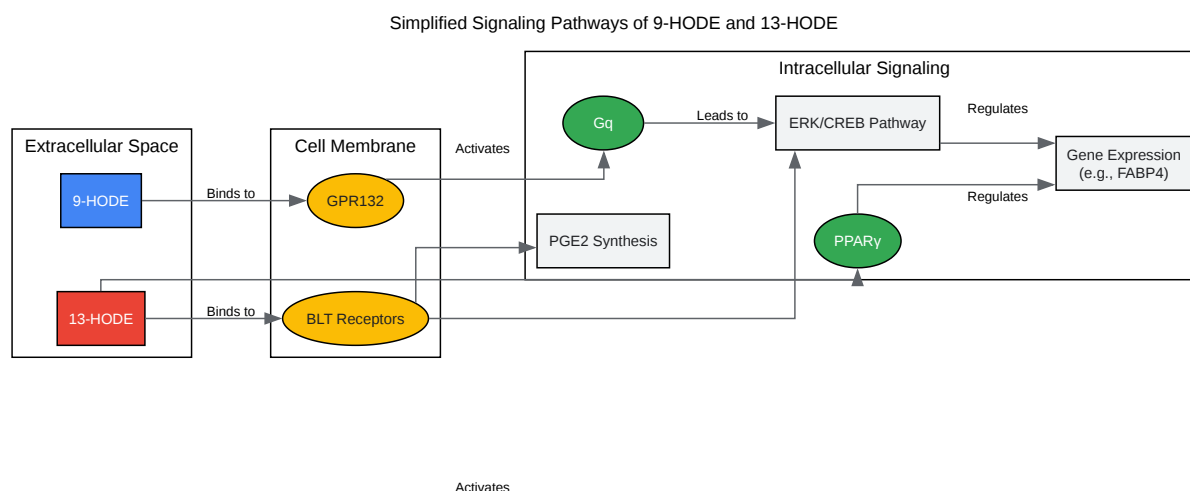 Simplified Signaling Pathways of 9-HODE and 13-HODE
Intracellular Signaling
Extracellular Space
Cell Membrane
9-HODE
Binds to
GPR132
Activates
Gq
Leads to
ERK/CREB Pathway
Regulates
Gene Expression
(e.g., FABP4)
Regulates
PGE2 Synthesis
PPARγ
13-HODE
Binds to
BLT Receptors
Activates